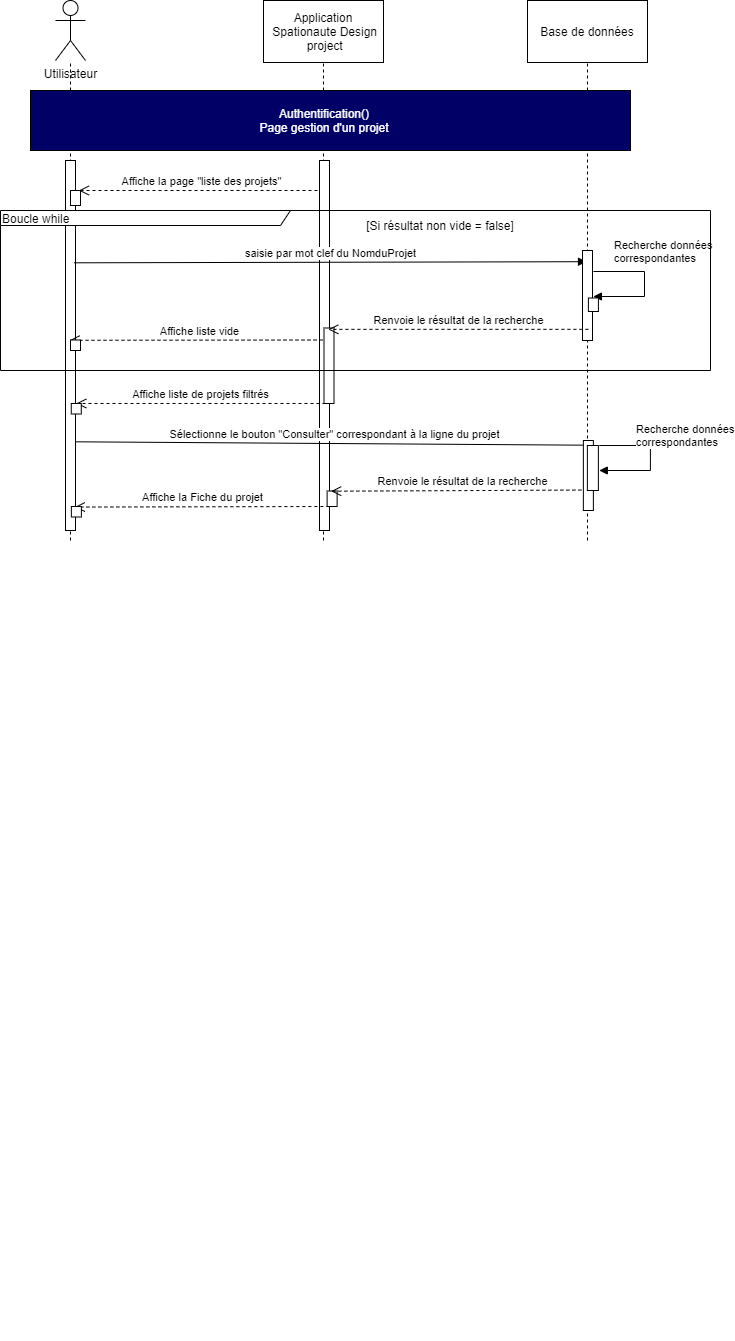 Application
Spationaute Design
project
Base de données
Utilisateur
Authentification()
Page gestion d'un projet
Affiche la page "liste des projets"
Boucle while
[Si résultat non vide = false]
saisie par mot clef du NomduProjet
Recherche données
correspondantes
Renvoie le résultat de la recherche
Affiche liste vide
Affiche liste de projets filtrés
Sélectionne le bouton "Consulter" correspondant à la ligne du projet
Recherche données
correspondantes
Renvoie le résultat de la recherche
Affiche la Fiche du projet